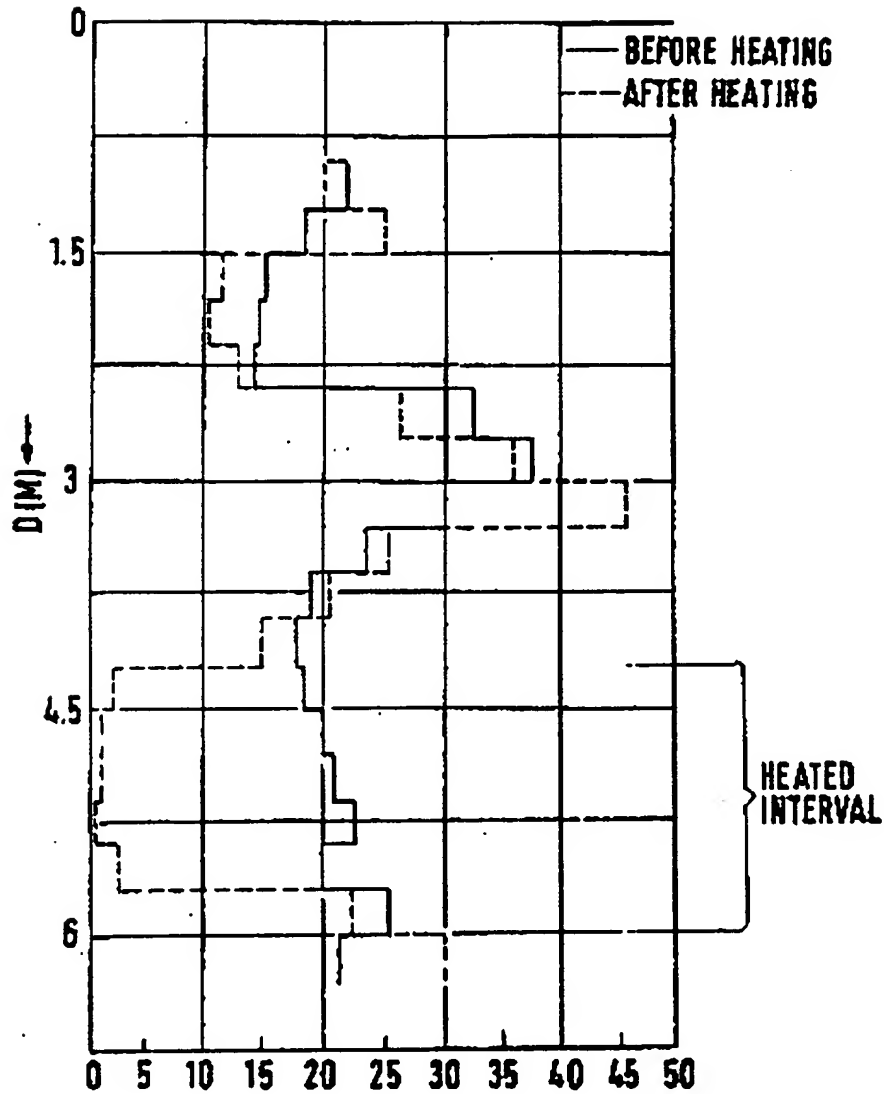 0
BEFORE HEATING
AFTER HEATING
1.5
D(M)
3
4.5
HEATED
INTERVAL
6
0 5 10 15 20 25 30 35 40 45 50